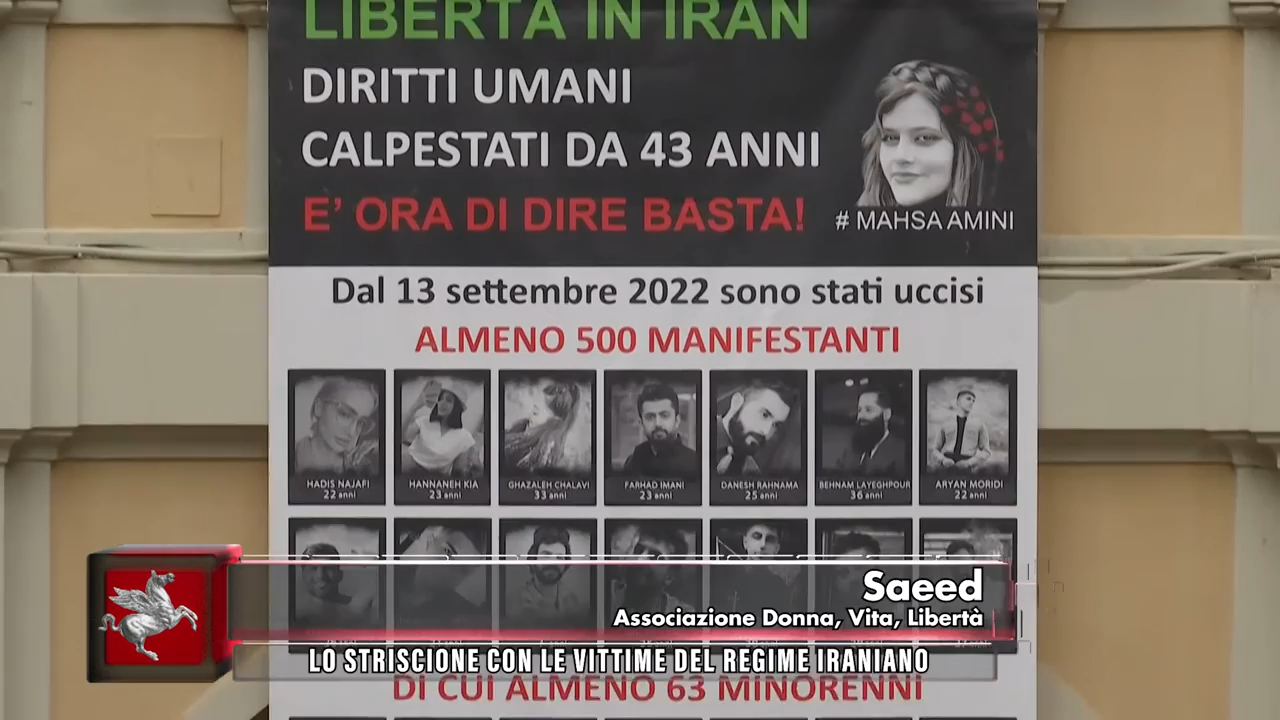 LIBERTÀ IN IRAN
DIRITTI UMANI
CALPESTATI DA 43 ANNI
E' ORA DI DIRE BASTA!
# MAHSA AMINI
Dal 13 settembre 2022 sono stati uccisi
ALMENO 500 MANIFESTANTI
HADIS NAJAFI
22 anni
HANNANEH KIA
23 anni
GHAZALEH CHALAVI
33 anni
FARHAD IMANI
23 anni
DANESH RAHNAMA
25 anni
BEHNAM LAYEGHPOUR
36 anni
ARYAN MORIDI
22 anni
Saeed
Associazione Donna, Vita, Libertà
LO STRISCIONE CON LE VITTIME DEL REGIME IRANIANO
DI CUI ALMENO 63 MINORENNI